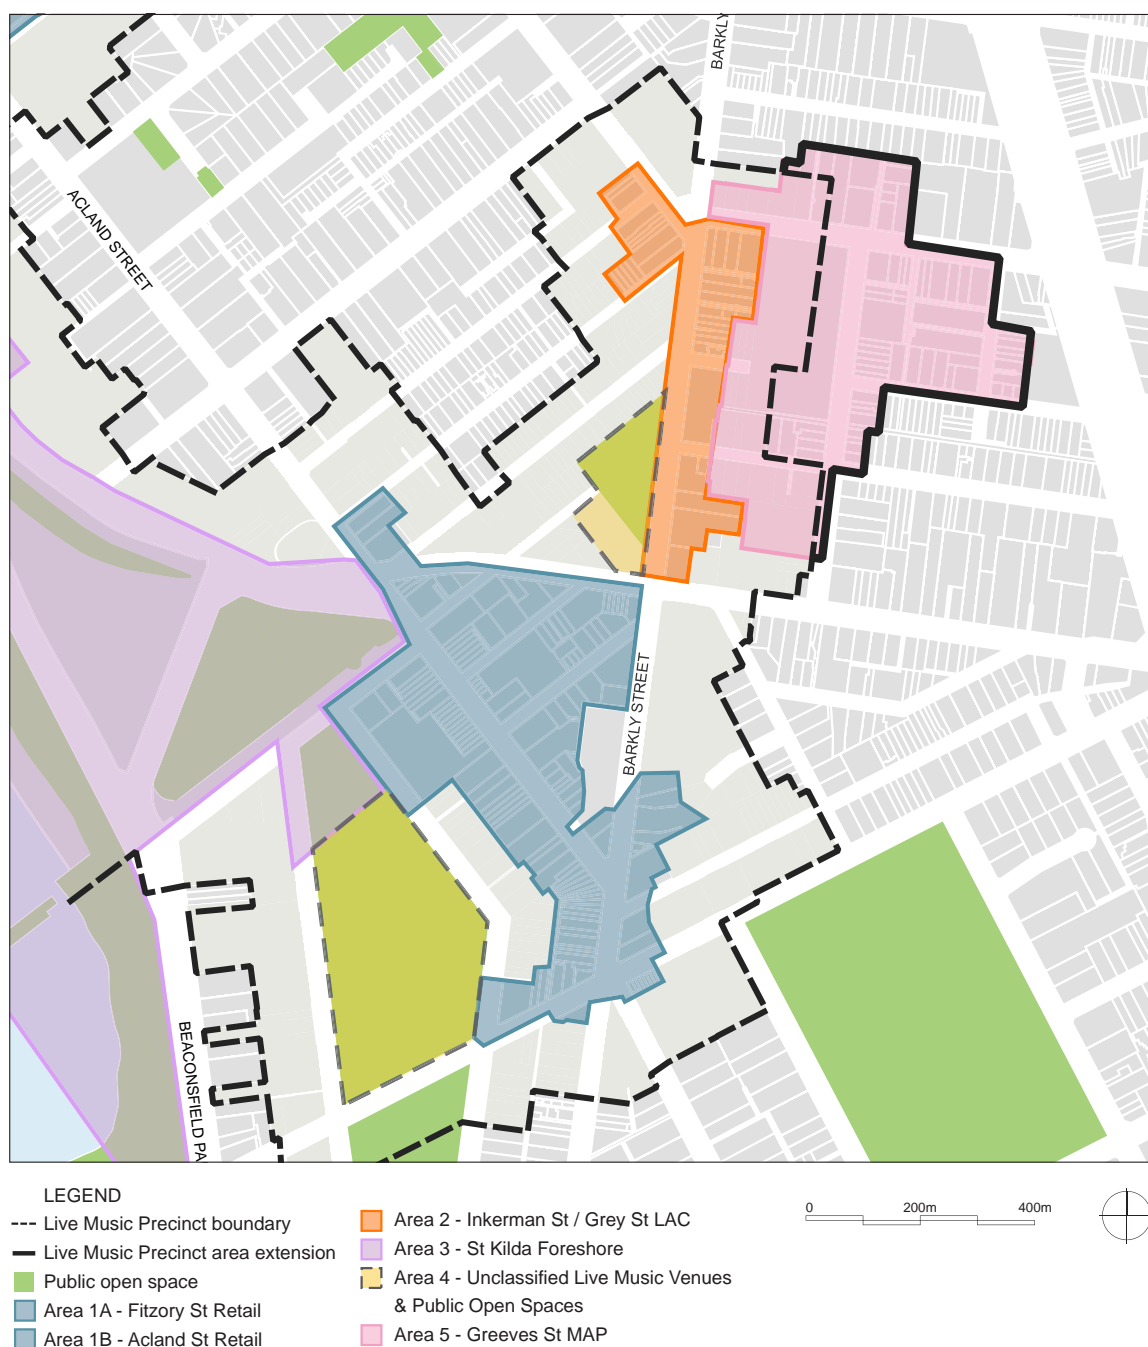 BARKLY
ACLAND STREET
BARKLY STREET
BEACONSFIELD PA
LEGEND
Live Music Precinct boundary
Live Music Precinct area extension
Public open space
Area 1A - Fitzory St Retail
Area 1B - Acland St Retail
Area 2 - Inkerman St / Grey St LAC
Area 3 - St Kilda Foreshore
Area 4 - Unclassified Live Music Venues
& Public Open Spaces
Area 5 - Greeves St MAP
0 200m 400m